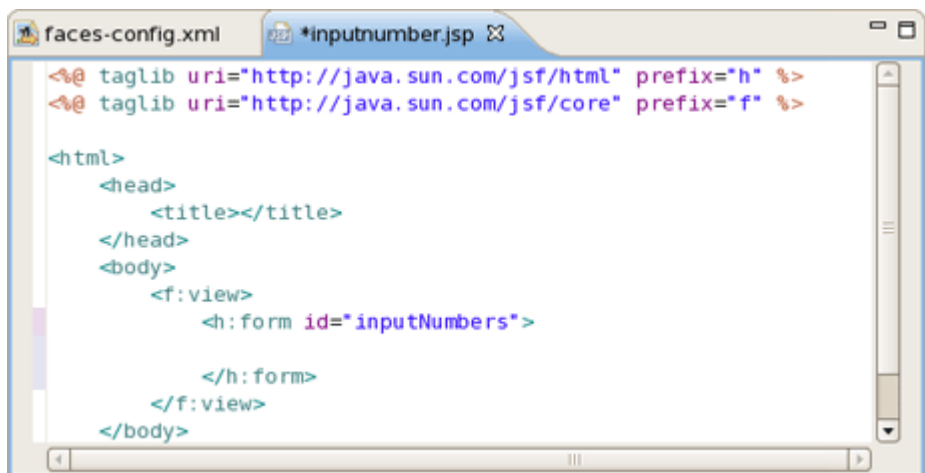 faces-config.xml
*inputnumber.jsp
<%@ taglib uri="http://java.sun.com/jsf/html" prefix="h" %>
<%@ taglib uri="http://java.sun.com/jsf/core" prefix="f" %>
<html>
<head>
<title></title>
</head>
<body>
<f:view>
<h:form id="inputNumbers">
</h:form>
</f:view>
</body>